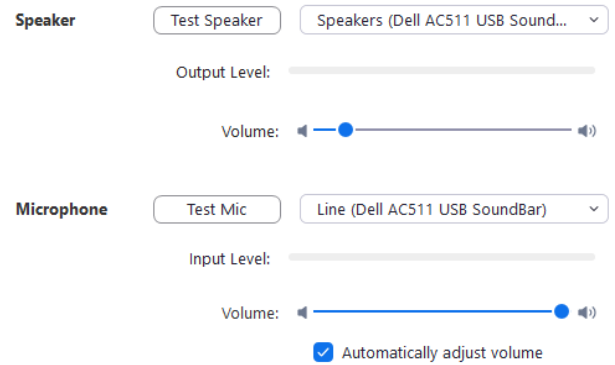 Speaker Test Speaker Speakers (Dell AC511 USB Sound...
Output Level:
Volume:
Microphone Test Mic Line (Dell AC511 USB SoundBar)
Input Level:
Volume:
Automatically adjust volume